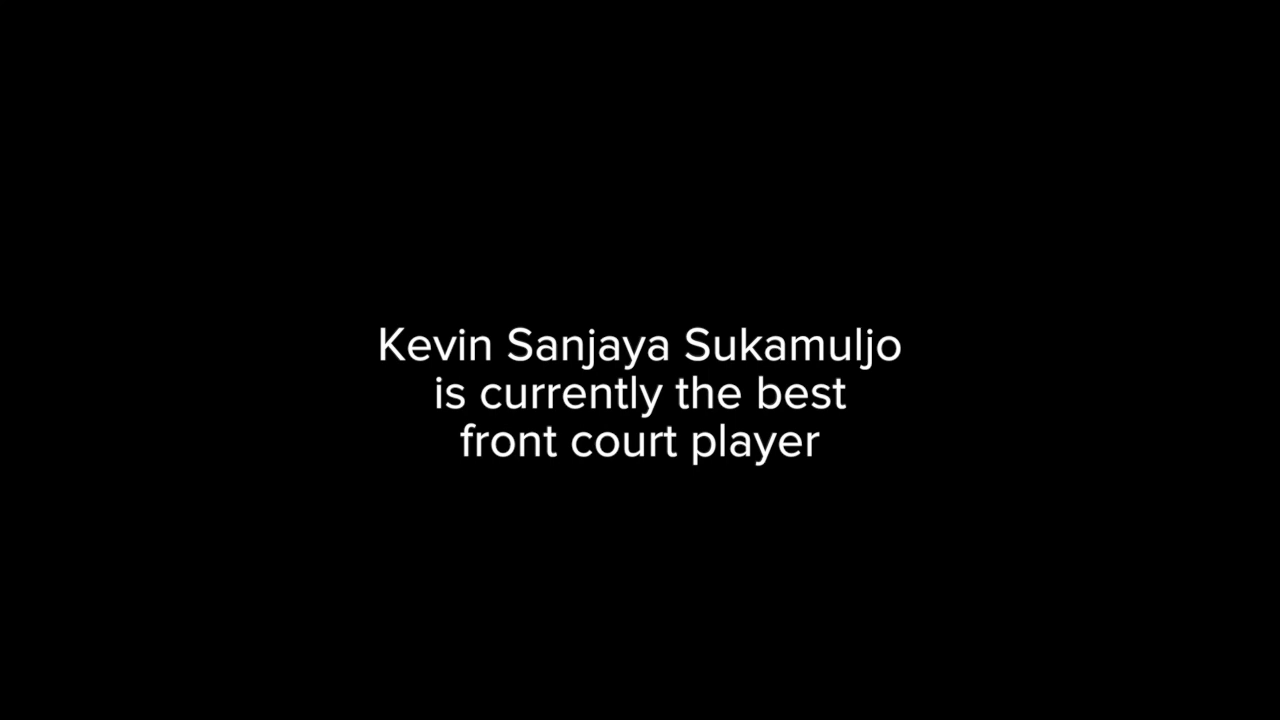 Kevin Sanjaya Sukamuljo
is currently the best
front court player